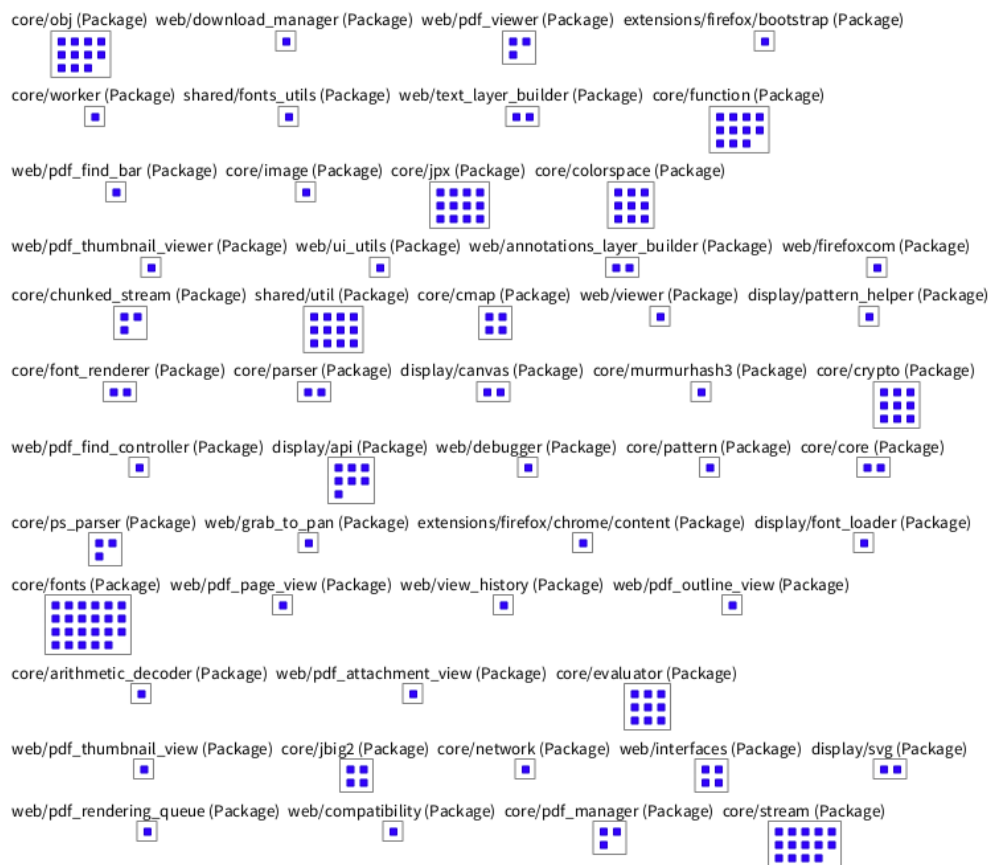 core/obj (Package) web/download_manager (Package) web/pdf_viewer (Package) extensions/firefox/bootstrap (Package)
core/worker (Package) shared/fonts_utils (Package) web/text_layer_builder (Package) core/function (Package)
web/pdf_find_bar (Package) core/image (Package) core/jpx (Package) core/colorspace (Package)
web/pdf_thumbnail_viewer (Package) web/ui_utils (Package) web/annotations_layer_builder (Package) web/firefoxcom (Package)
core/chunked_stream (Package) shared/util (Package) core/cmap (Package) web/viewer (Package) display/pattern_helper (Package)
core/font_renderer (Package) core/parser (Package) display/canvas (Package) core/murmurhash3 (Package) core/crypto (Package)
web/pdf_find_controller (Package) display/api (Package) web/debugger (Package) core/pattern (Package) core/core (Package)
core/ps_parser (Package) web/grab_to_pan (Package) extensions/firefox/chrome/content (Package) display/font_loader (Package)
core/fonts (Package) web/pdf_page_view (Package) web/view_history (Package) web/pdf_outline_view (Package)
core/arithmetic_decoder (Package) web/pdf_attachment_view (Package) core/evaluator (Package)
web/pdf_thumbnail_view (Package) core/jbig2 (Package) core/network (Package) web/interfaces (Package) display/svg (Package)
web/pdf_rendering_queue (Package) web/compatibility (Package) core/pdf_manager (Package) core/stream (Package)